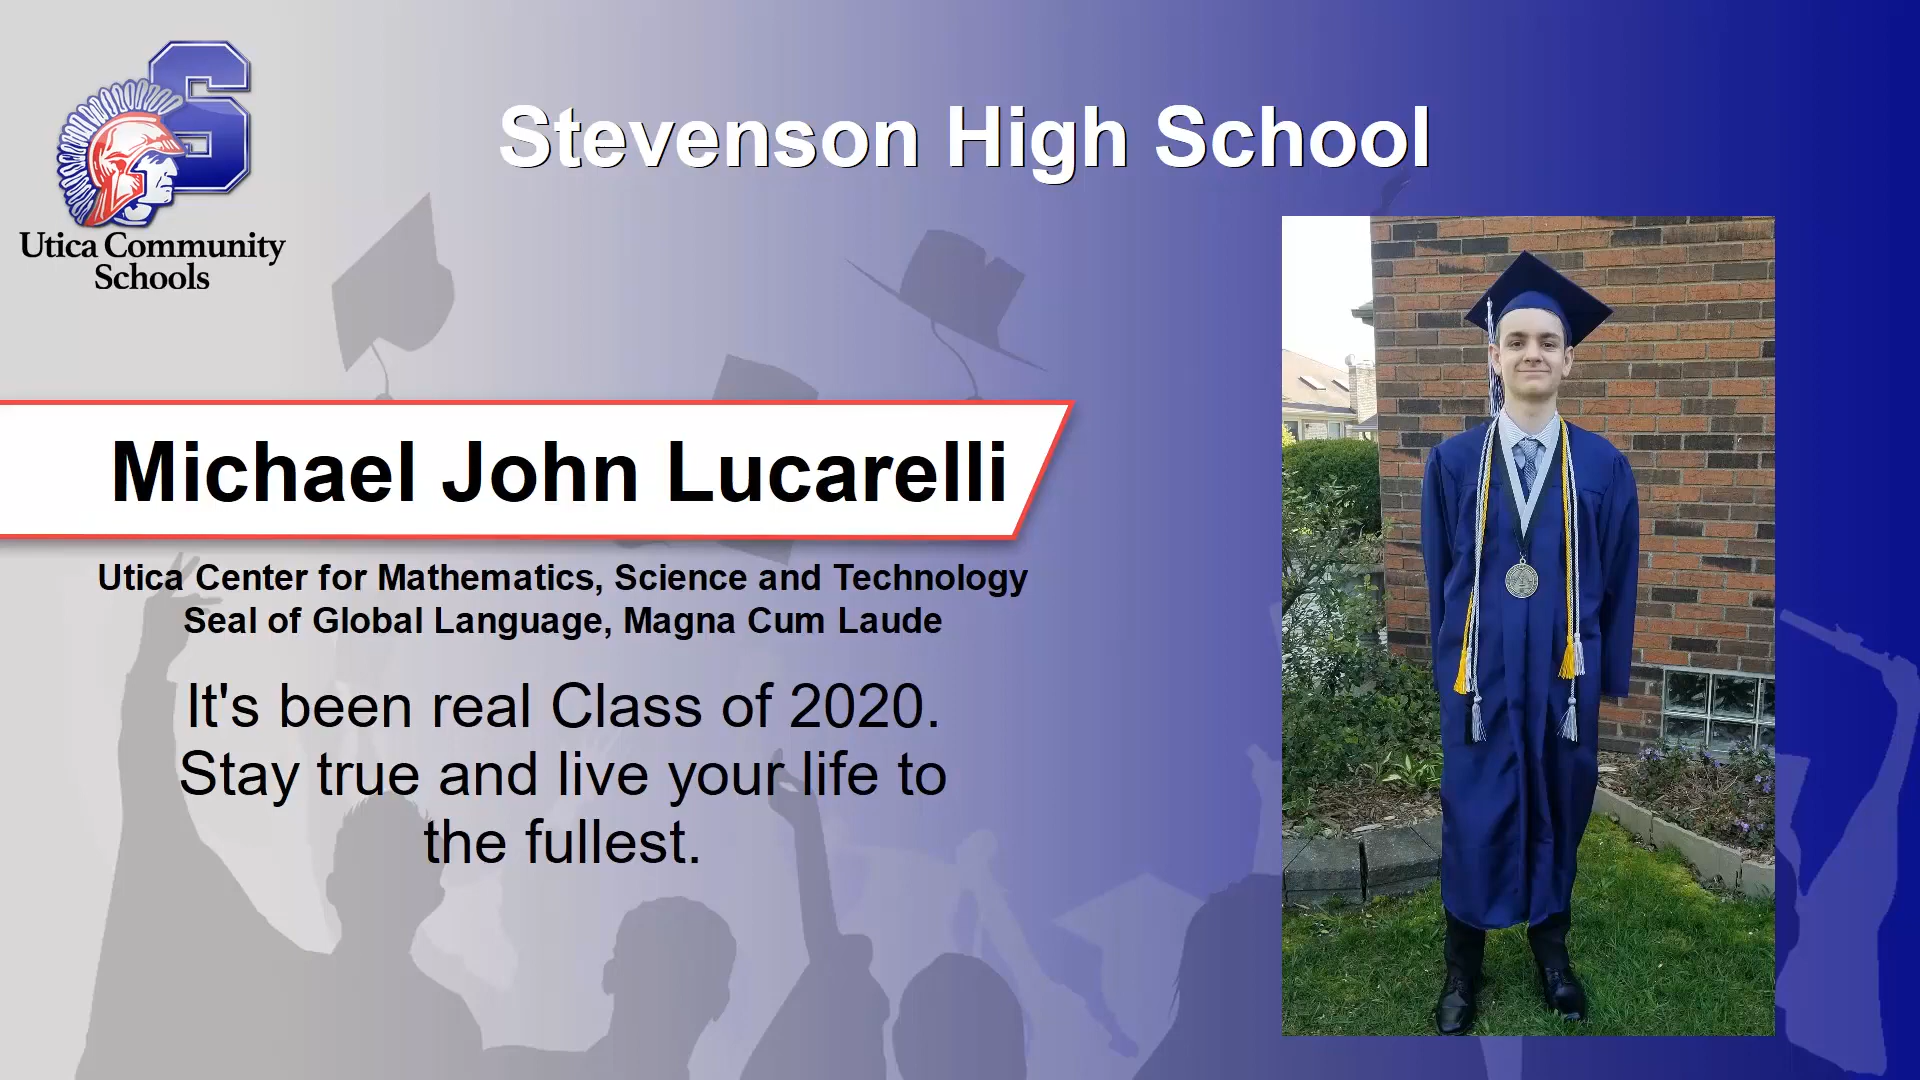 Utica Community
Schools
Stevenson High School
Michael John Lucarelli
Utica Center for Mathematics, Science and Technology
Seal of Global Language, Magna Cum Laude
It's been real Class of 2020.
Stay true and live your life to
the fullest.